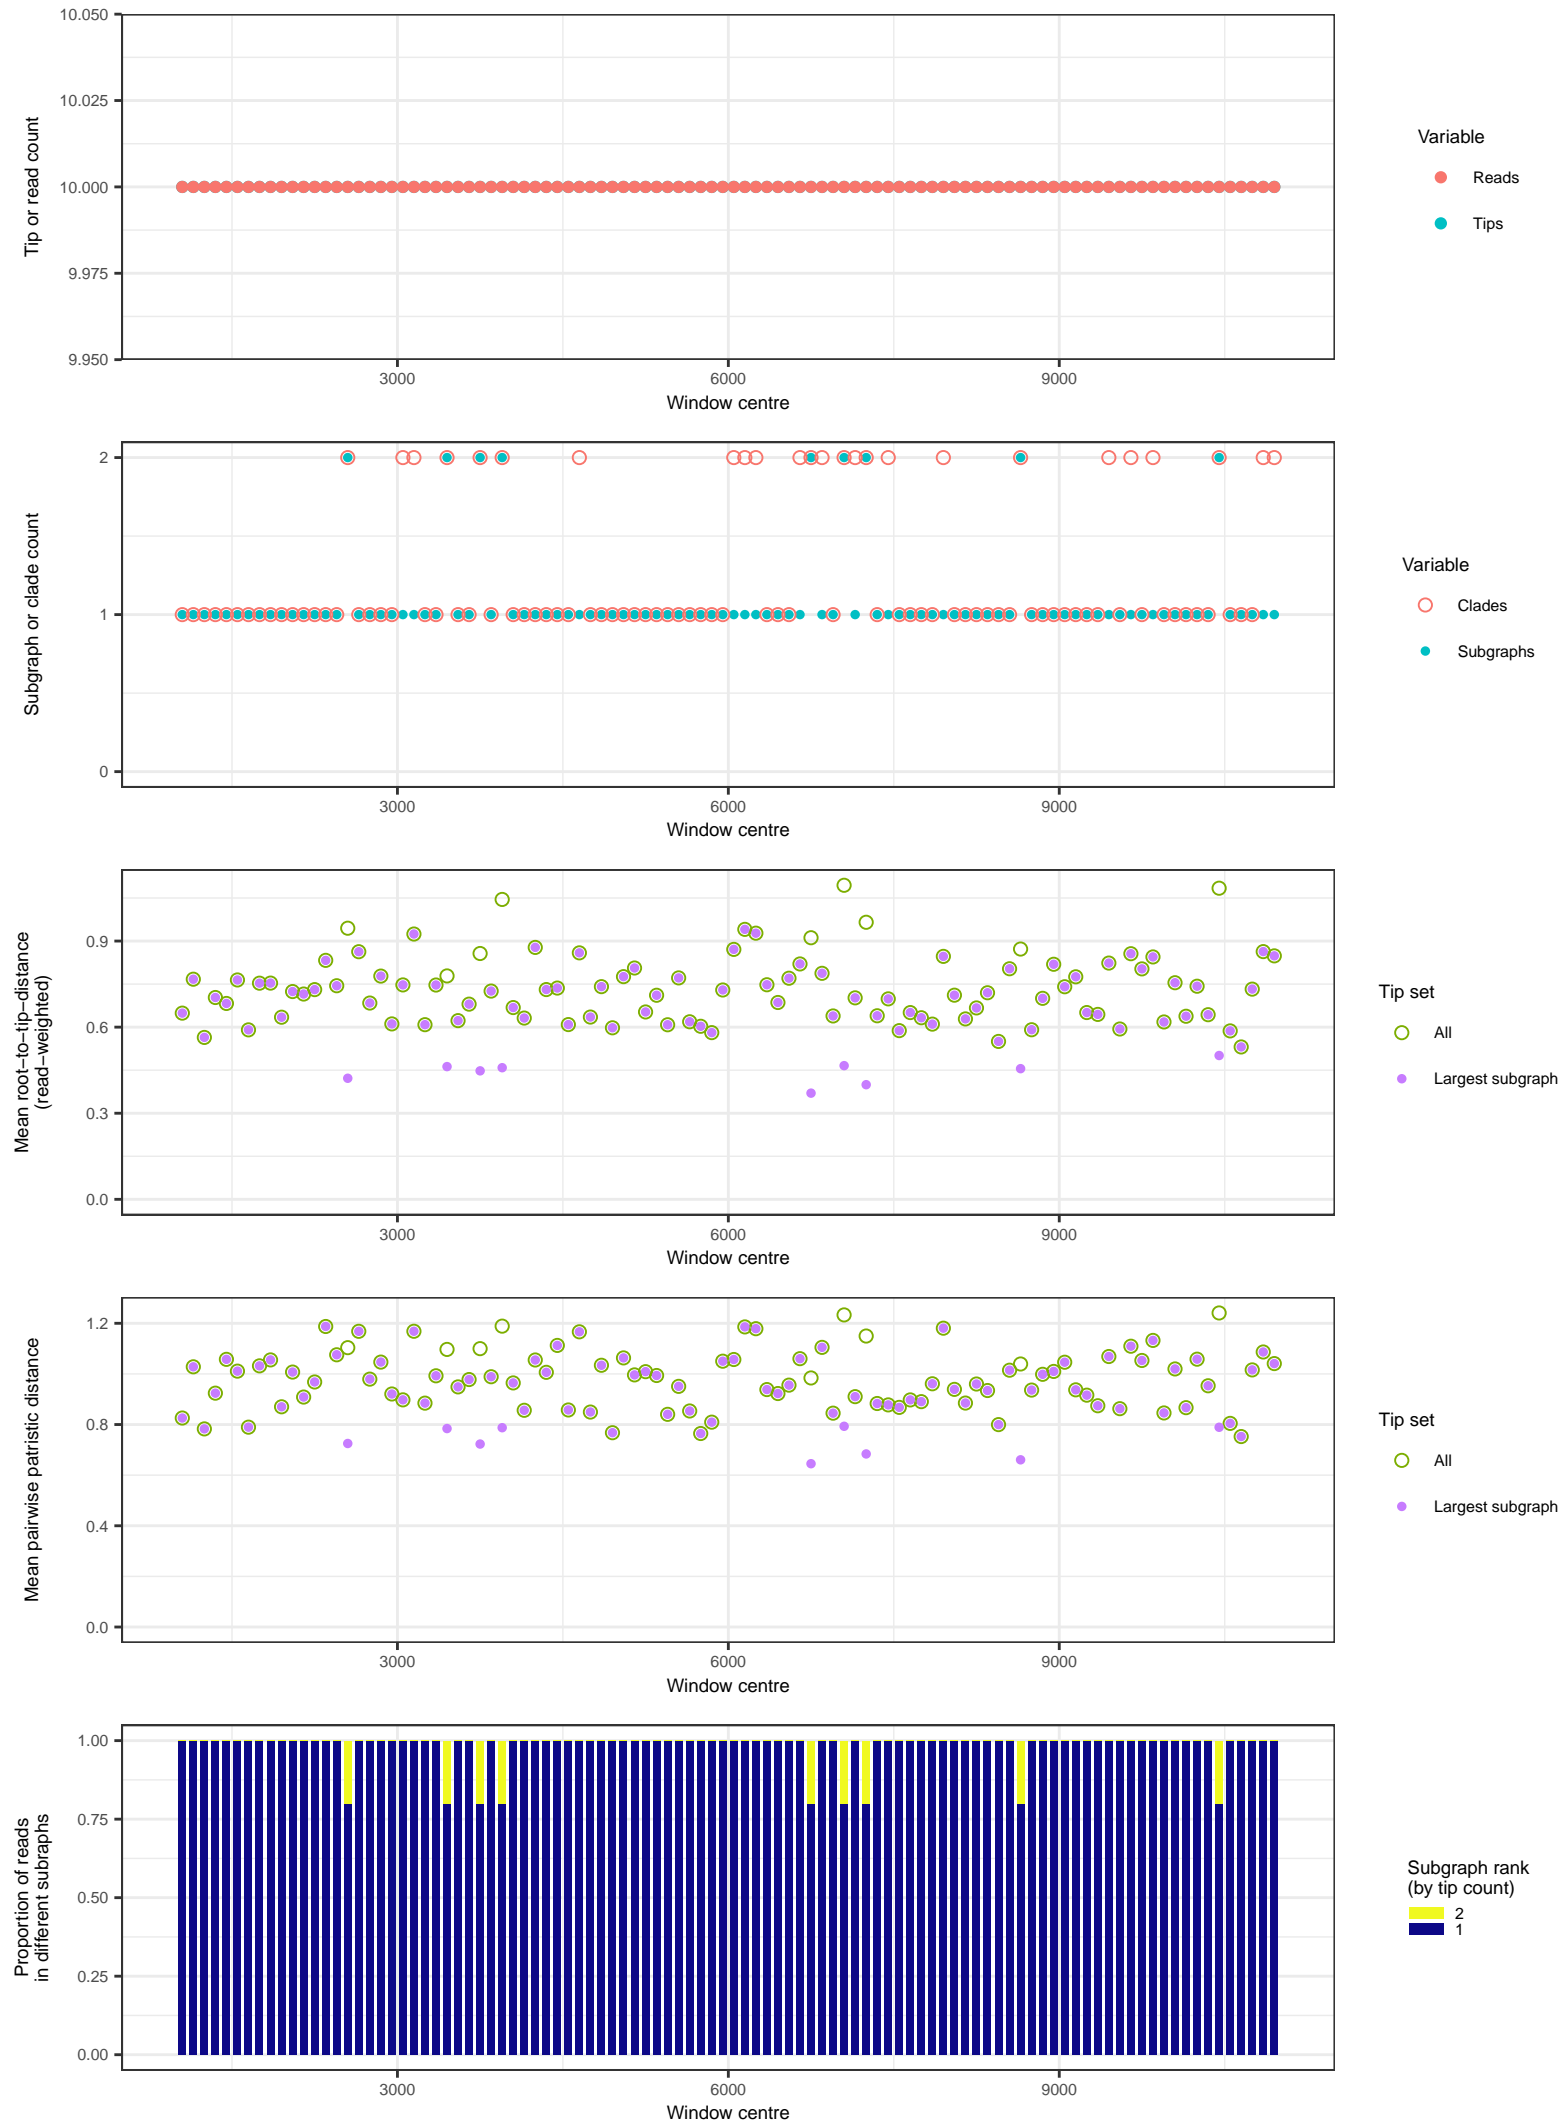 10.050
10.025
10.000
9.975
9.950
Tip or read count
3000
6000
9000
Window centre
Variable
Reads
Tips
2
1
0
Subgraph or clade count
3000
6000
9000
Window centre
Variable
Clades
Subgraphs
0.9
0.6
0.3
0.0
Mean root−to−tip−distance
(read−weighted)
3000
6000
9000
Window centre
Tip set
All
Largest subgraph
1.2
0.8
0.4
0.0
Mean pairwise patristic distance
3000
6000
9000
Window centre
Tip set
All
Largest subgraph
1.00
0.75
0.50
0.25
0.00
Proportion of reads
in different subraphs
3000
6000
9000
Window centre
Subgraph rank
(by tip count)
2
1